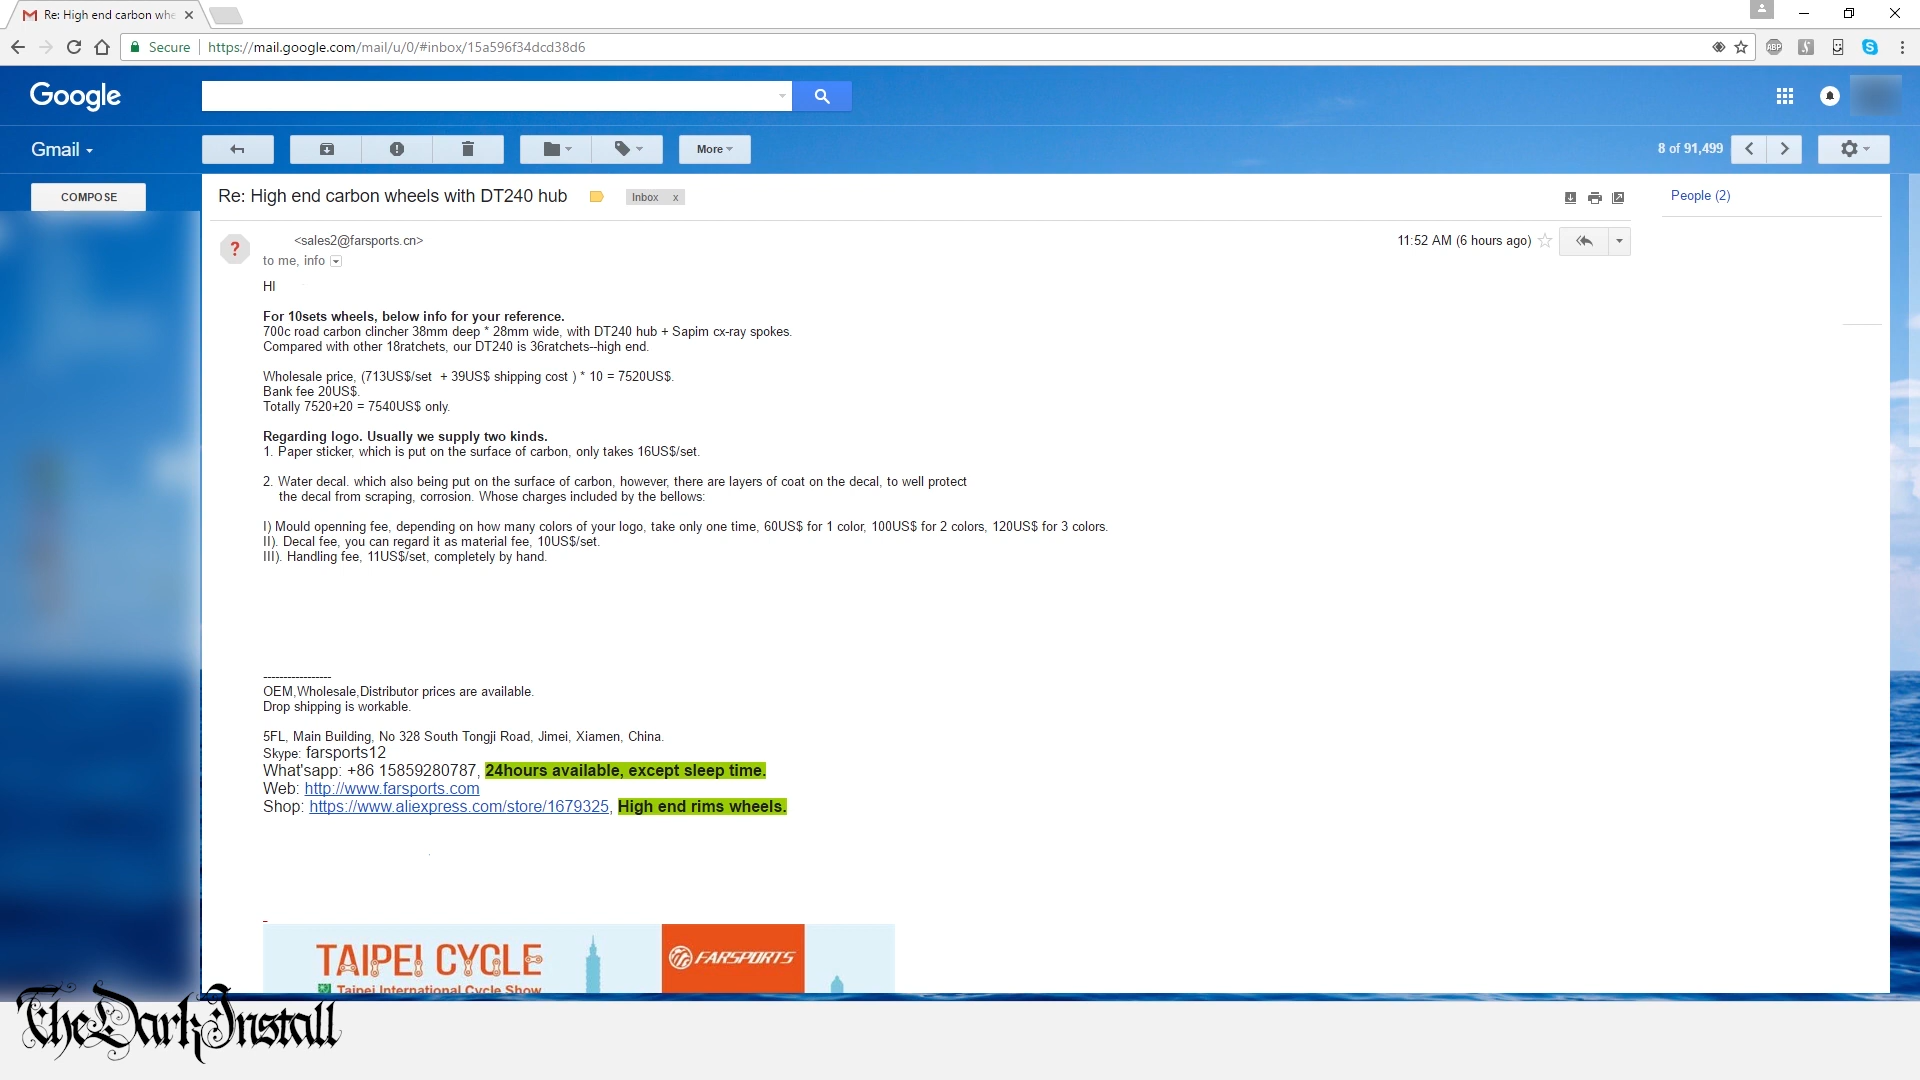 Re: High end carbon whe
Secure
https://mail.google.com/mail/u/0/#inbox/15a596f34dcd38d6
ABP
Google
Gmail
More
8 of 91,499
COMPOSE
Re: High end carbon wheels with DT240 hub
Inbox x
People (2)
<sales2@farsports.cn>
11:52 AM (6 hours ago)
to me, info
HI
For 10sets wheels, below info for your reference.
700c road carbon clincher 38mm deep * 28mm wide, with DT240 hub + Sapim cx-ray spokes.
Compared with other 18ratchets, our DT240 is 36ratchets--high end.
Wholesale price, (713US$/set + 39US$ shipping cost ) * 10 = 7520US$.
Bank fee 20US$.
Totally 7520+20 = 7540US$ only.
Regarding logo. Usually we supply two kinds.
1. Paper sticker, which is put on the surface of carbon, only takes 16US$/set.
2. Water decal. which also being put on the surface of carbon, however, there are layers of coat on the decal, to well protect
the decal from scraping, corrosion. Whose charges included by the bellows:
I) Mould openning fee, depending on how many colors of your logo, take only one time, 60US$ for 1 color, 100US$ for 2 colors, 120US$ for 3 colors.
II). Decal fee, you can regard it as material fee, 10US$/set.
III). Handling fee, 11US$/set, completely by hand.
-----------------
OEM,Wholesale,Distributor prices are available.
Drop shipping is workable.
5FL, Main Building, No 328 South Tongji Road, Jimei, Xiamen, China.
Skype: farsports12
What'sapp: +86 15859280787, 24hours available, except sleep time.
Web: http://www.farsports.com
Shop: https://www.aliexpress.com/store/1679325, High end rims wheels.
TAIPEI CYCLE
FARSPORTS
Taipei International Cycle Show
TheDarkInstall